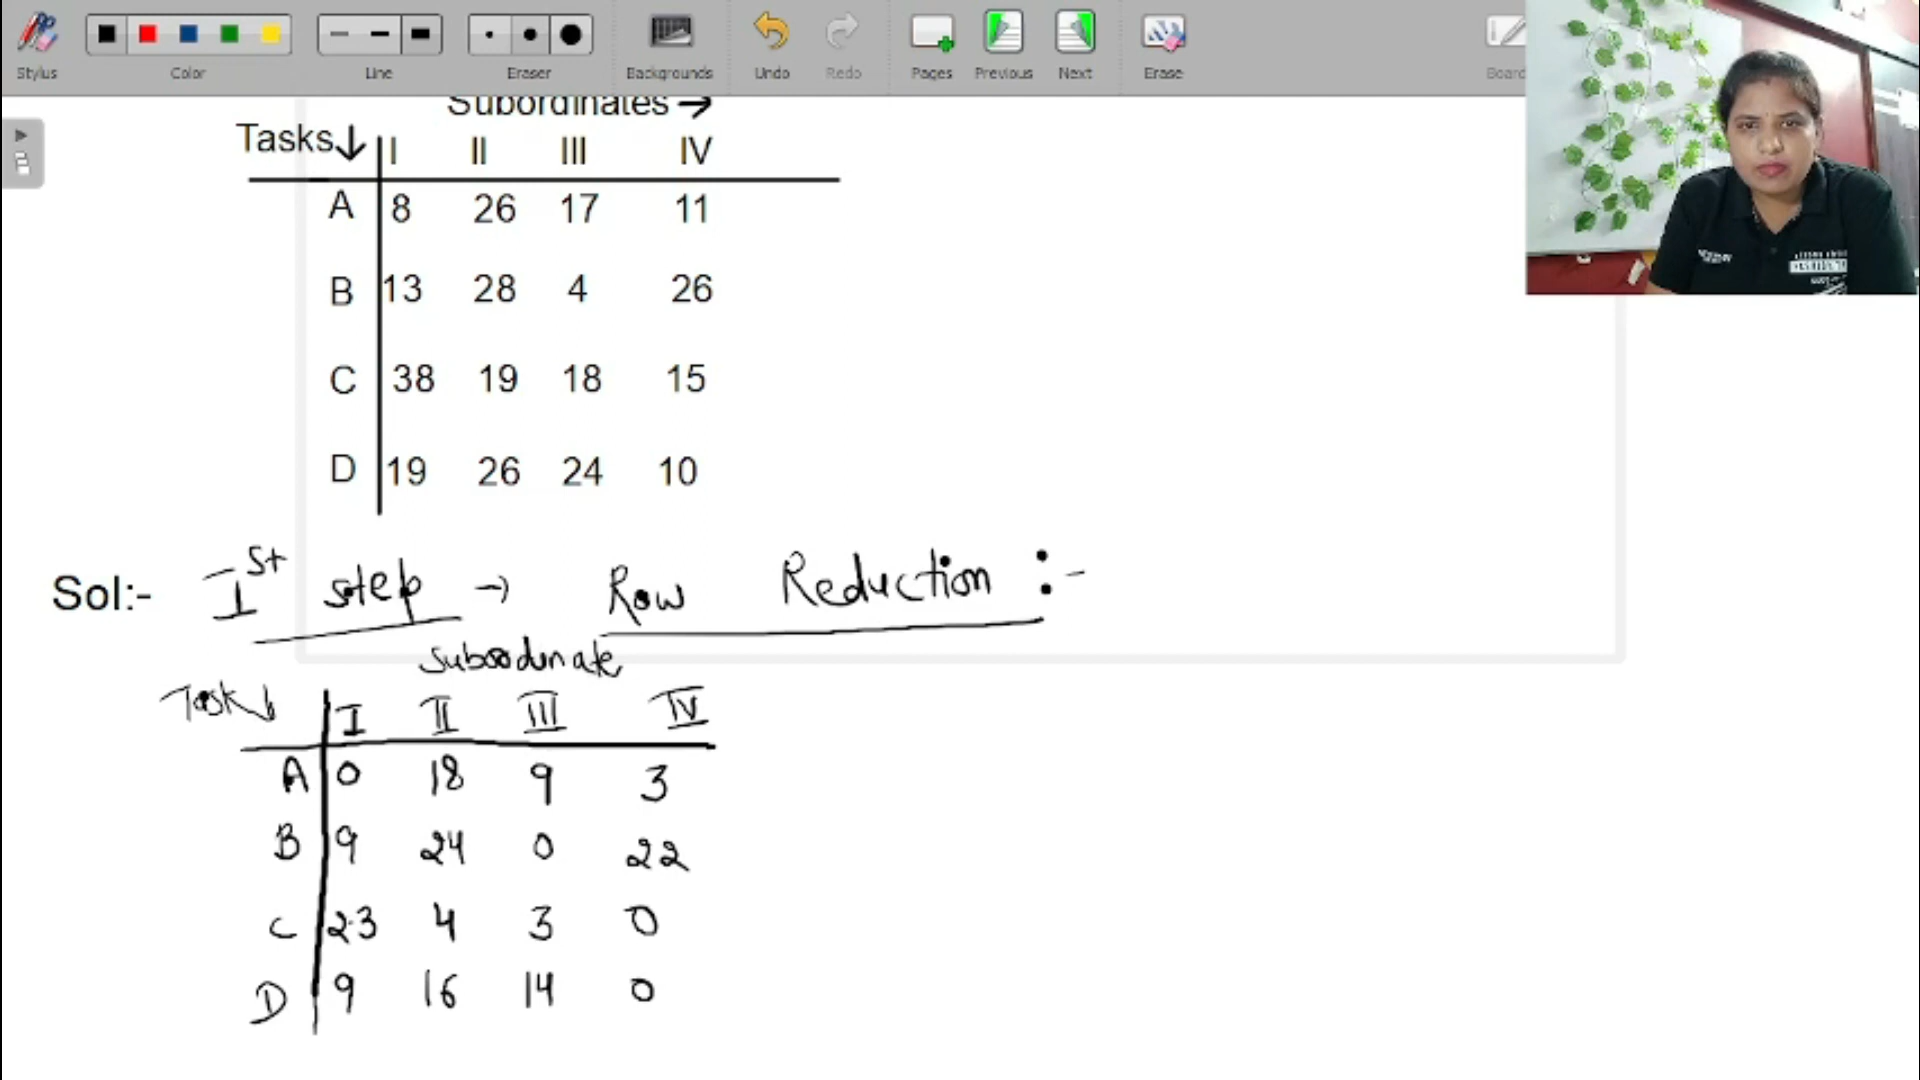 Stylus Color Line Eraser Backgrounds Undo Redo Pages Previous Next Erase Board
Subordinates →
Tasks↓ I II III IV
A 8 26 17 11
B 13 28 4 26
C 38 19 18 15
D 19 26 24 10
Sol:- Ist step → Row Reduction :-
Subordinate
Task↓ I II III IV
A 0 18 9 3
B 9 24 0 22
C 23 4 3 0
D 9 16 14 0